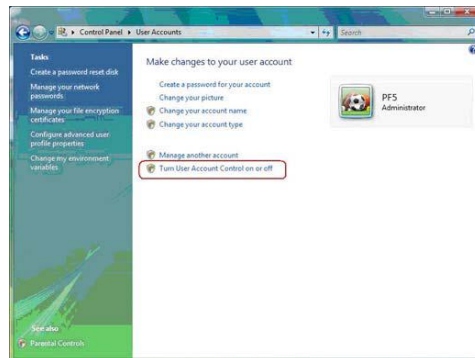 Control Panel ▸ User Accounts
Search
Tasks
Create a password reset disk
Manage your network
passwords
Manage your file encryption
certificates
Configure advanced user
profile properties
Change my environment
variables
See also
Parental Controls
Make changes to your user account
Create a password for your account
Change your picture
Change your account name
Change your account type
Manage another account
Turn User Account Control on or off
PF5
Administrator